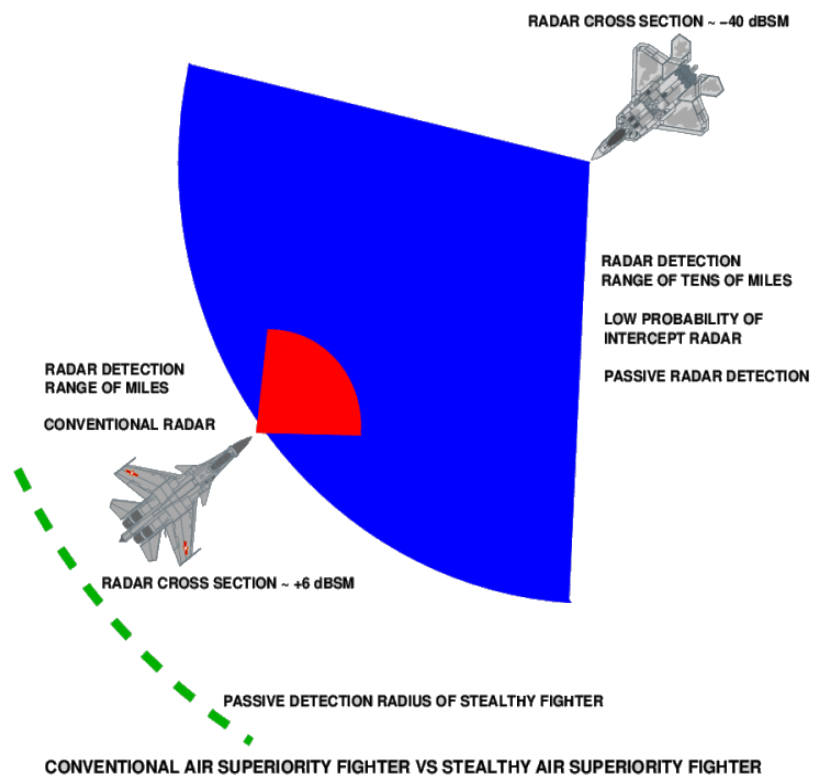 RADAR CROSS SECTION ~ −40 dBSM
RADAR DETECTION
RANGE OF TENS OF MILES
LOW PROBABILITY OF
INTERCEPT RADAR
PASSIVE RADAR DETECTION
RADAR DETECTION
RANGE OF MILES
CONVENTIONAL RADAR
RADAR CROSS SECTION ~ +6 dBSM
PASSIVE DETECTION RADIUS OF STEALTHY FIGHTER
CONVENTIONAL AIR SUPERIORITY FIGHTER VS STEALTHY AIR SUPERIORITY FIGHTER